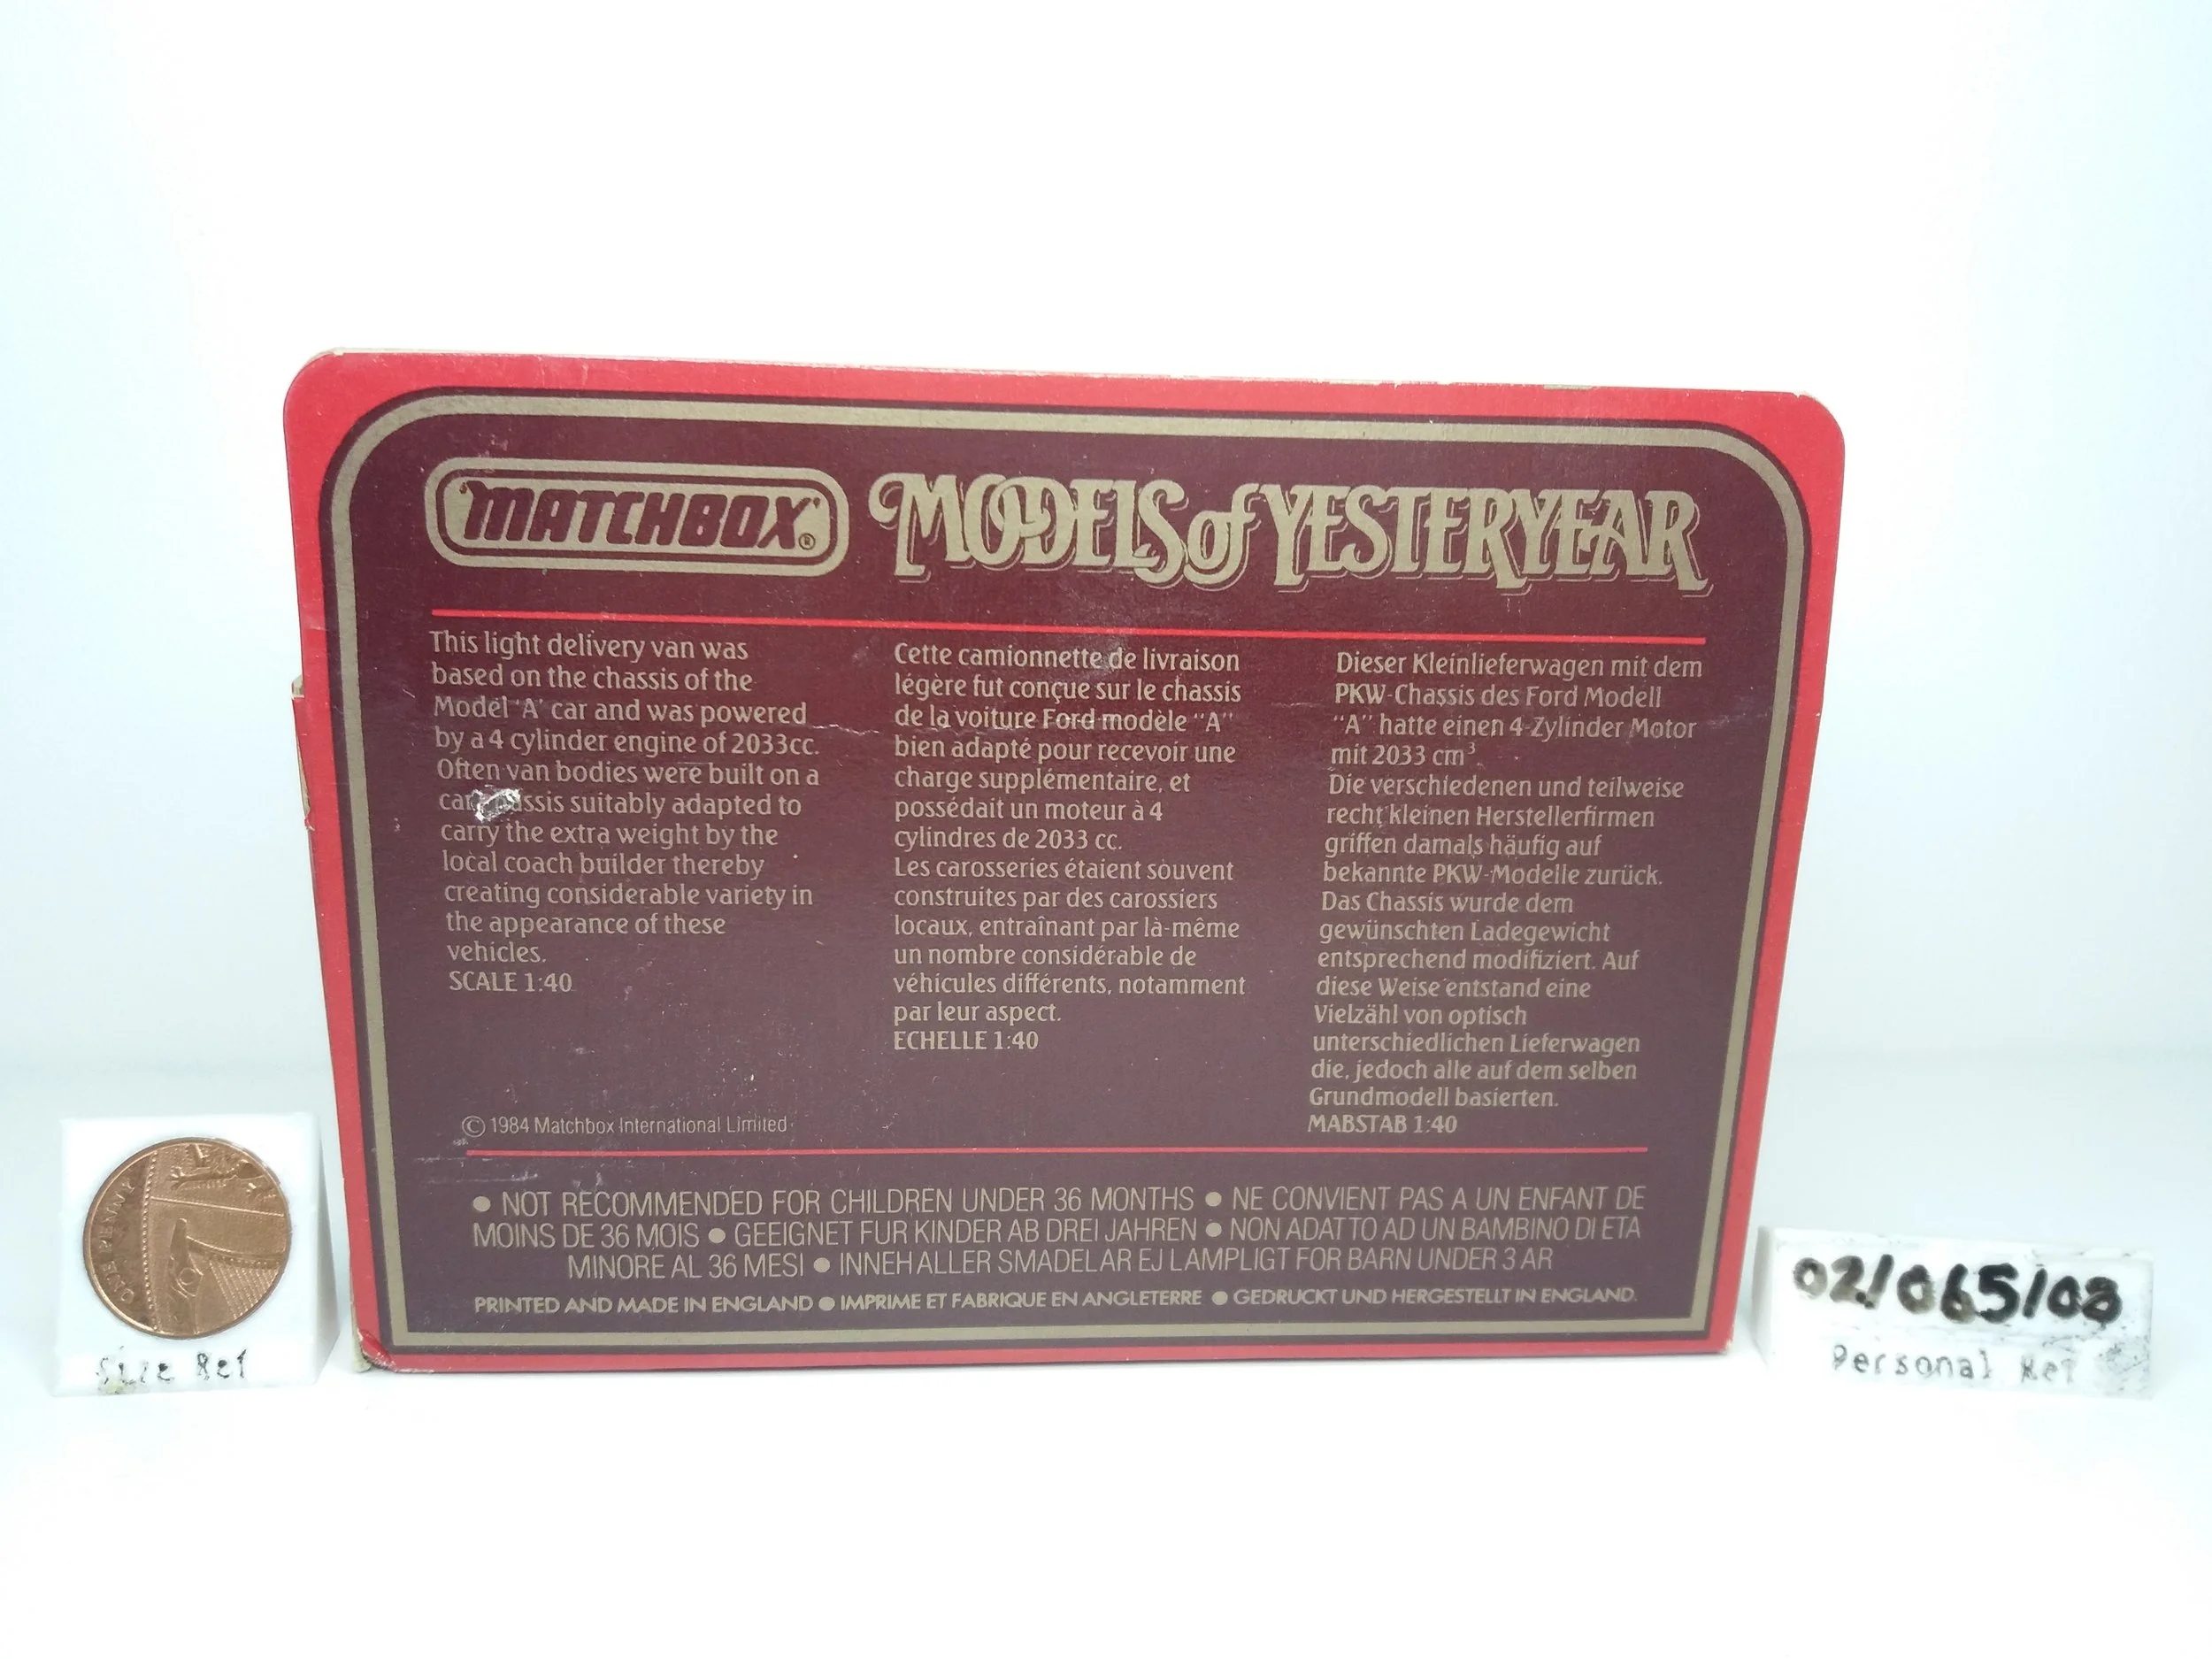 MATCHBOX® MODELS of YESTERYEAR
This light delivery van was
based on the chassis of the
Model 'A' car and was powered
by a 4 cylinder engine of 2033cc.
Often van bodies were built on a
suitably adapted to
carry the extra weight by the
local coach builder thereby
creating considerable variety in
the appearance of these
vehicles.
SCALE 1:40
© 1984 Matchbox International Limited
Cette camionnette de livraison
légère fut conçue sur le chassis
de la voiture Ford modèle "A"
bien adapté pour recevoir une
charge supplémentaire, et
possédait un moteur à 4
cylindres de 2033 cc.
Les carosseries étaient souvent
construites par des carossiers
locaux, entraînant par là-même
un nombre considérable de
véhicules différents, notamment
par leur aspect.
ECHELLE 1:40
Dieser Kleinlieferwagen mit dem
PKW-Chassis des Ford Modell
"A" hatte einen 4-Zylinder Motor
mit 2033 cm³.
Die verschiedenen und teilweise
recht kleinen Herstellerfirmen
griffen damals häufig auf
bekannte PKW-Modelle zurück.
Das Chassis wurde dem
gewünschten Ladegewicht
entsprechend modifiziert. Auf
diese Weise entstand eine
Vielzähl von optisch
unterschiedlichen Lieferwagen
die, jedoch alle auf dem selben
Grundmodell basierten.
MABSTAB 1:40
● NOT RECOMMENDED FOR CHILDREN UNDER 36 MONTHS ● NE CONVIENT PAS A UN ENFANT DE
MOINS DE 36 MOIS ● GEEIGNET FUR KINDER AB DREI JAHREN ● NON ADATTO AD UN BAMBINO DI ETA
MINORE AL 36 MESI ● INNEHALLER SMADELAR EJ LAMPLIGT FOR BARN UNDER 3 AR
PRINTED AND MADE IN ENGLAND ● IMPRIME ET FABRIQUE EN ANGLETERRE ● GEDRUCKT UND HERGESTELLT IN ENGLAND.
ONE PENNY
Size Ref
02/065/08
Personal Ref